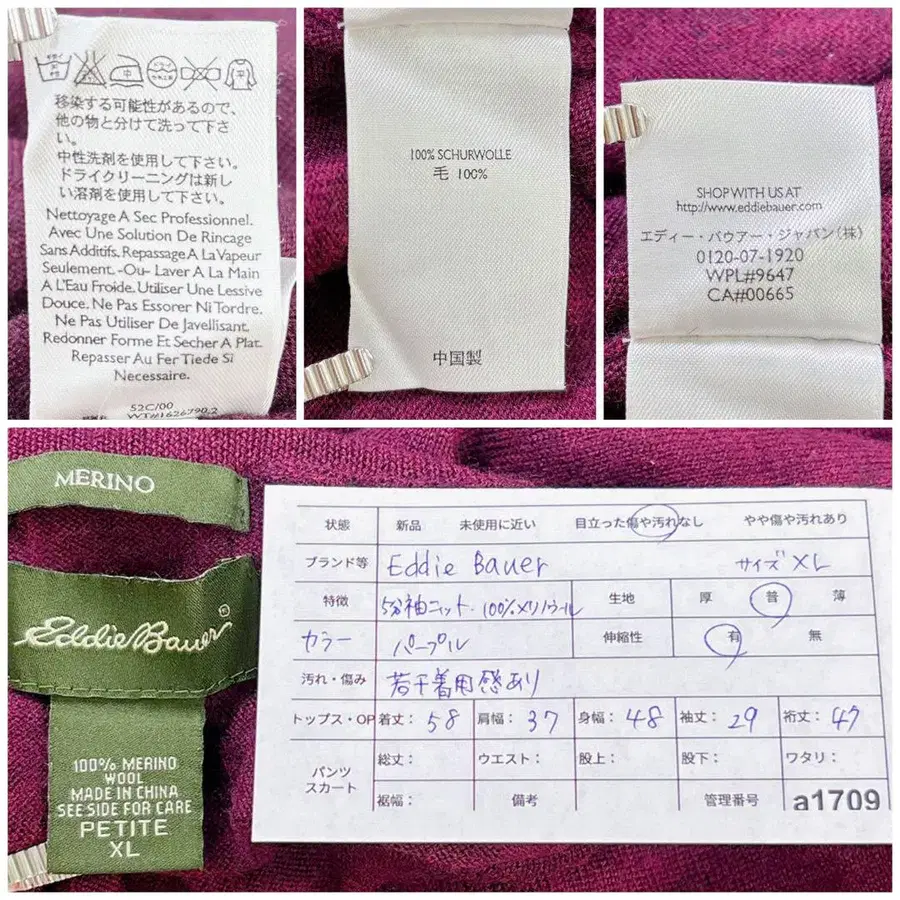 移染する可能性があるので、
他の物と分けて洗って下さ
い。
中性洗剤を使用して下さい。
ドライクリーニングは新し
い溶剤を使用して下さい。
Nettoyage A Sec Professionnel.
Avec Une Solution De Rincage
Sans Additifs. Repassage A La Vapeur
Seulement. -Ou- Laver A La Main
A L'Eau Froide. Utiliser Une Lessive
Douce. Ne Pas Essorer Ni Tordre.
Ne Pas Utiliser De Javellisant.
Redonner Forme Et Secher A Plat.
Repasser Au Fer Tiede Si
Necessaire.
52C/00
WT#1626790.2
100% SCHURWOLLE
毛 100%
中国製
SHOP WITH US AT
http://www.eddiebauer.com
エディー・バウアー・ジャパン(株)
0120-07-1920
WPL#9647
CA#00665
MERINO
Eddie Bauer®
100% MERINO
WOOL
MADE IN CHINA
SEE SIDE FOR CARE
PETITE
XL
状態 新品 未使用に近い 目立った傷や汚れなし やや傷や汚れあり
ブランド等 Eddie Bauer サイズ XL
特徴 5分袖ニット・100%メリノウール 生地 厚 普 薄
カラー パープル 伸縮性 有 無
汚れ・傷み 若干着用感あり
トップス・OP 着丈：58 肩幅：37 身幅：48 袖丈：29 裄丈：47
パンツ スカート 総丈： ウエスト： 股上： 股下： ワタリ：
裾幅： 備考 管理番号 a1709